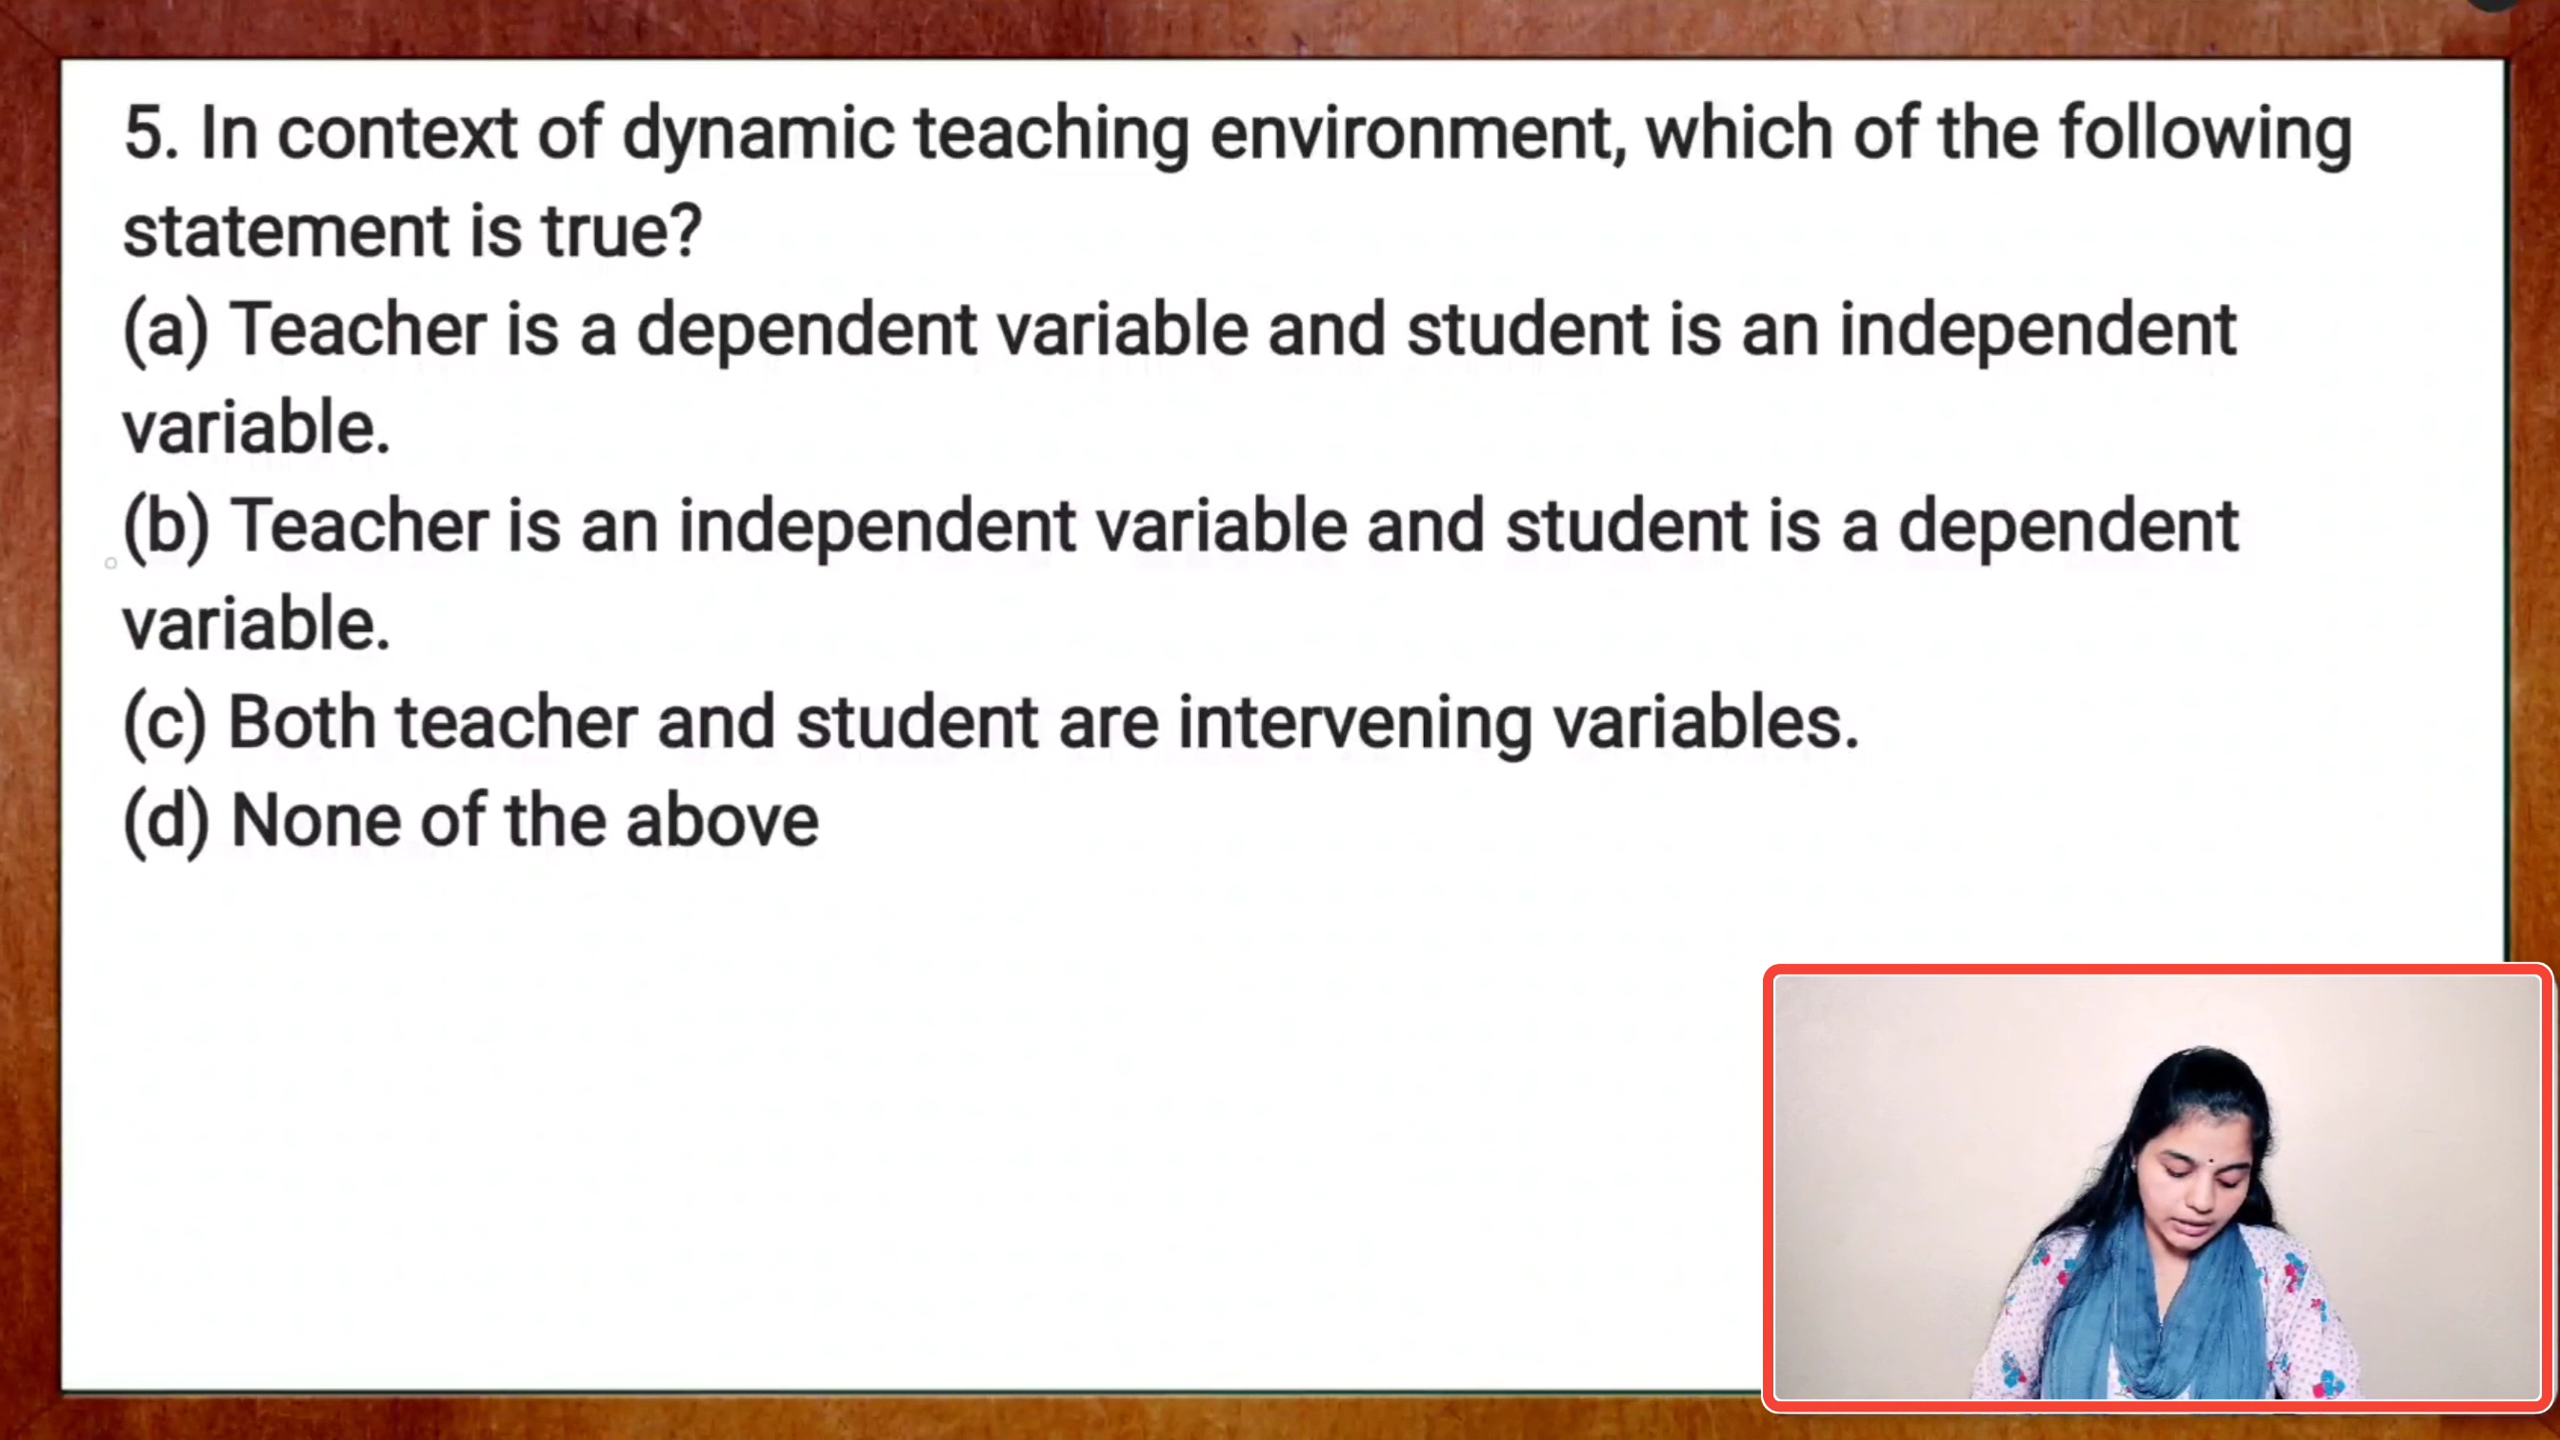 5. In context of dynamic teaching environment, which of the following
statement is true?
(a) Teacher is a dependent variable and student is an independent
variable.
(b) Teacher is an independent variable and student is a dependent
variable.
(c) Both teacher and student are intervening variables.
(d) None of the above